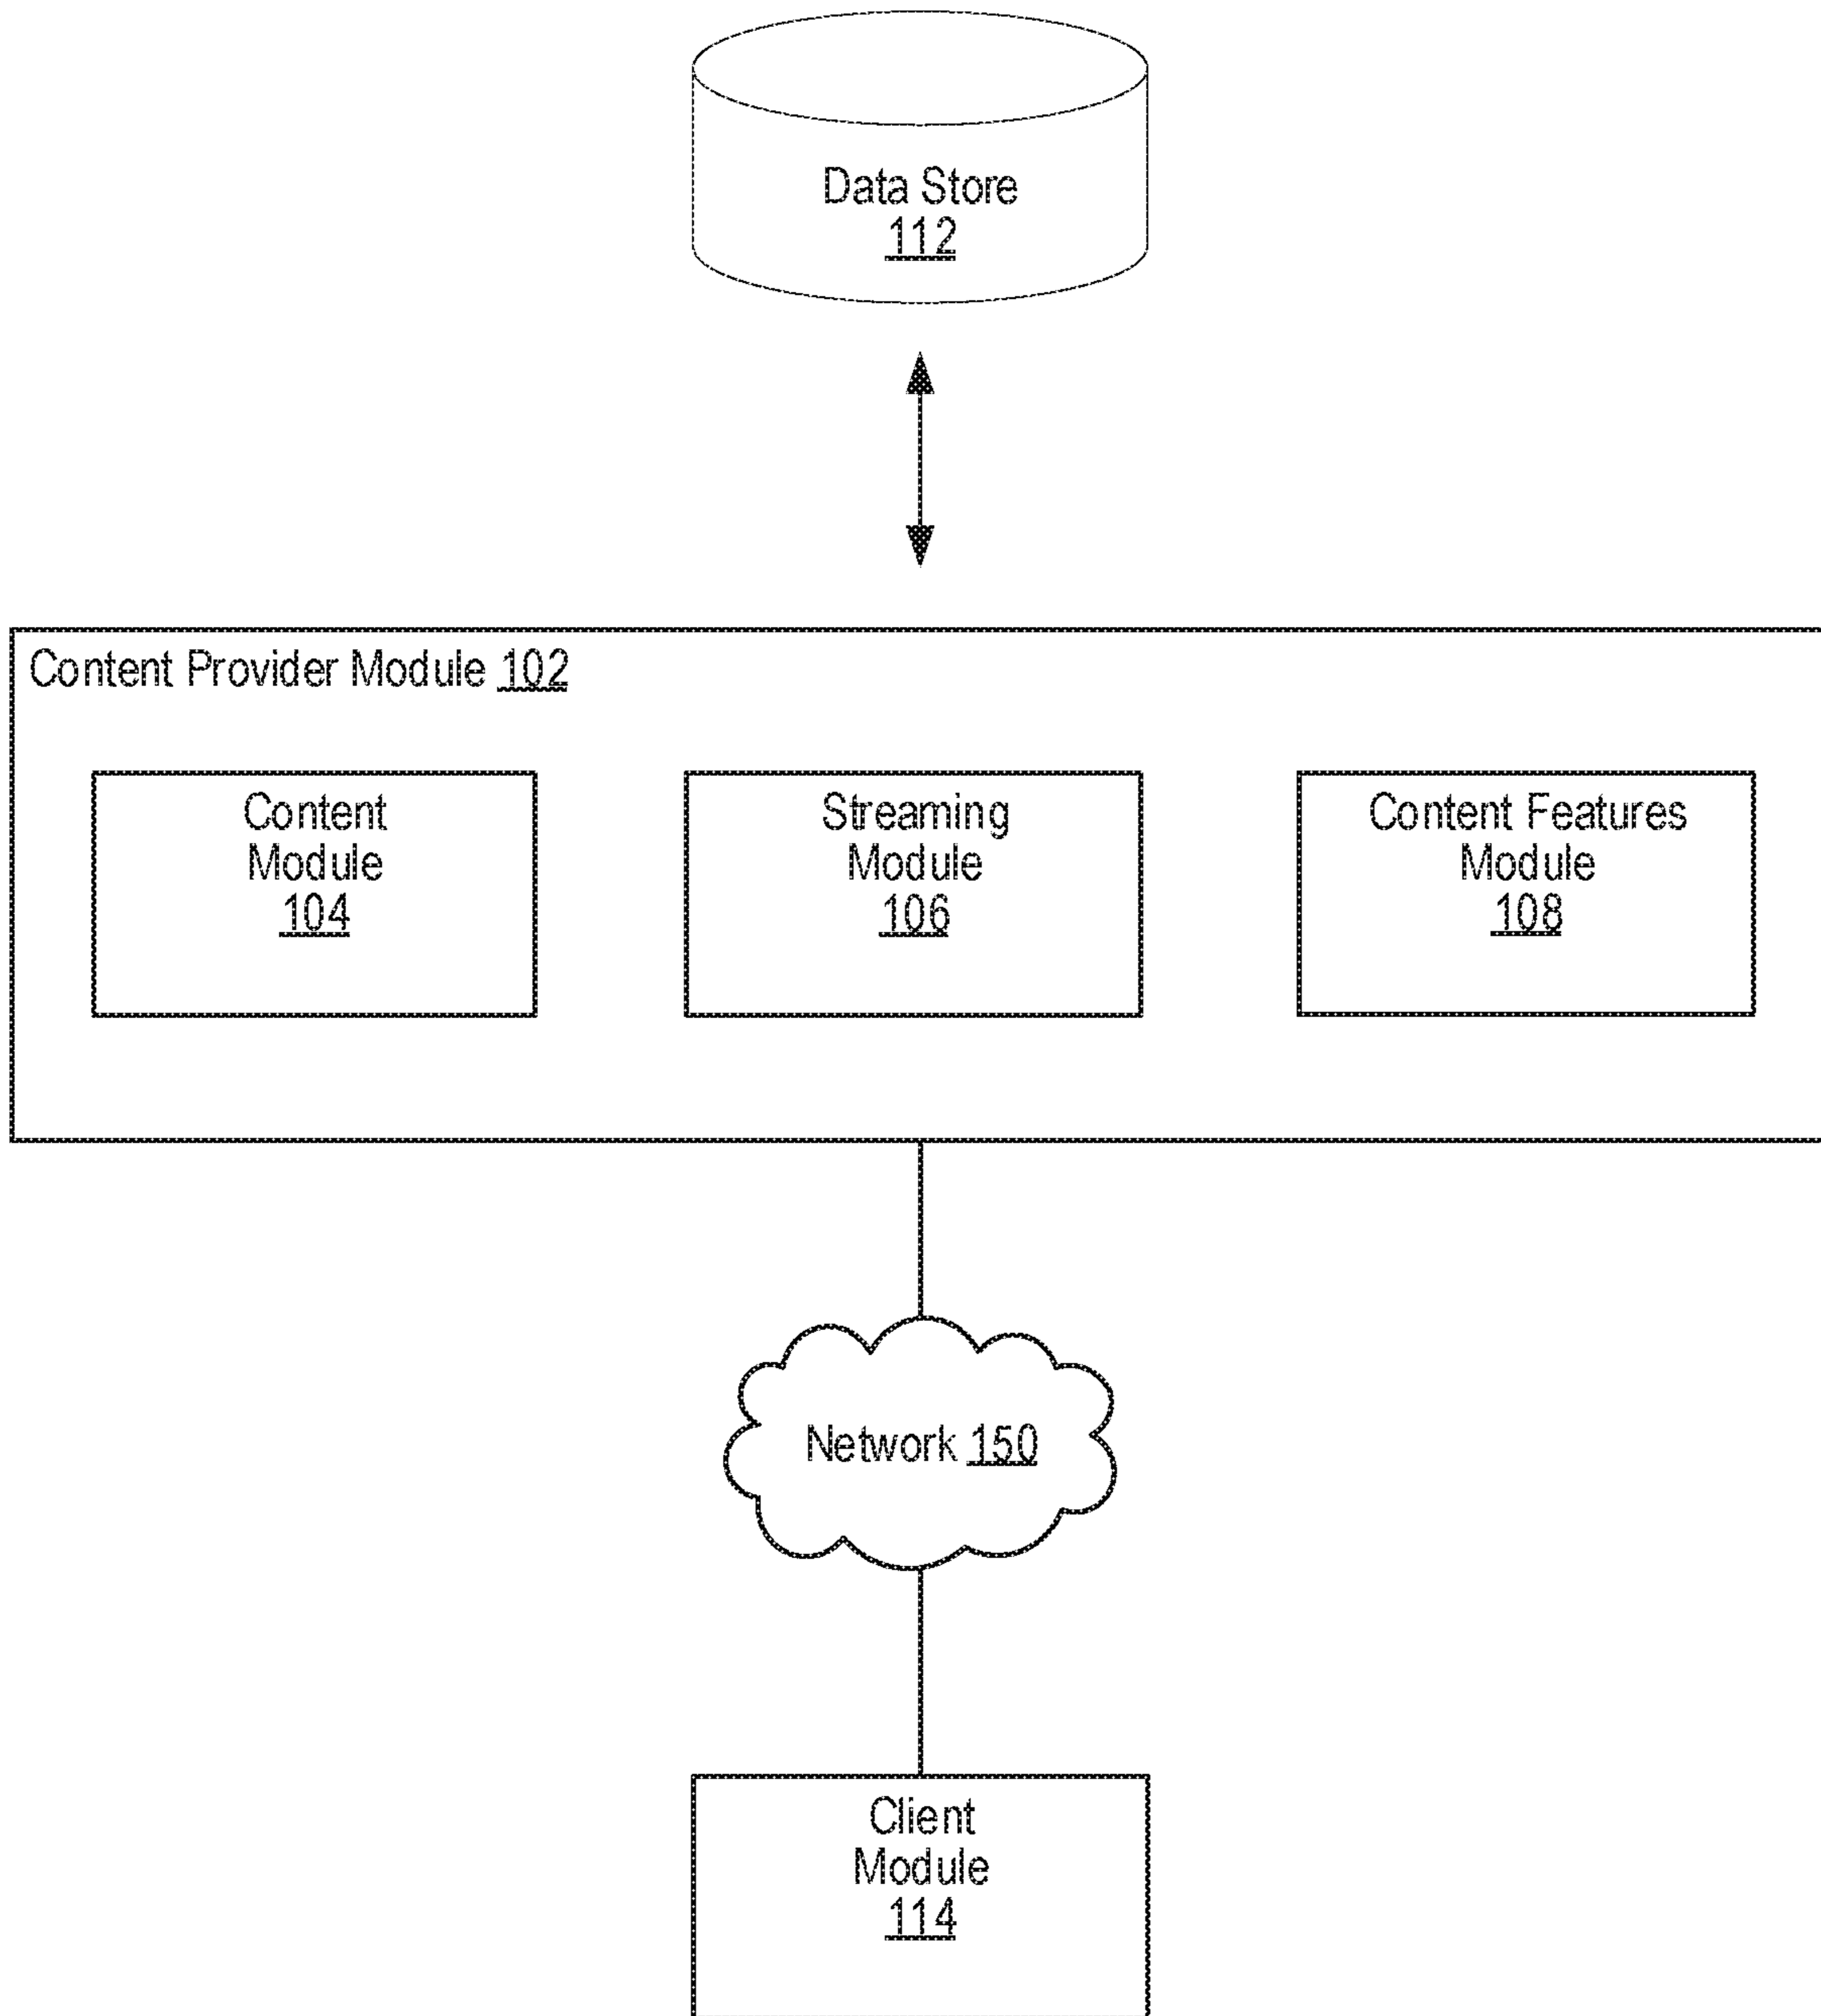 Data Store
112
Content Provider Module 102
Content
Module
104
Streaming
Module
106
Content Features
Module
108
Network 150
Client
Module
114